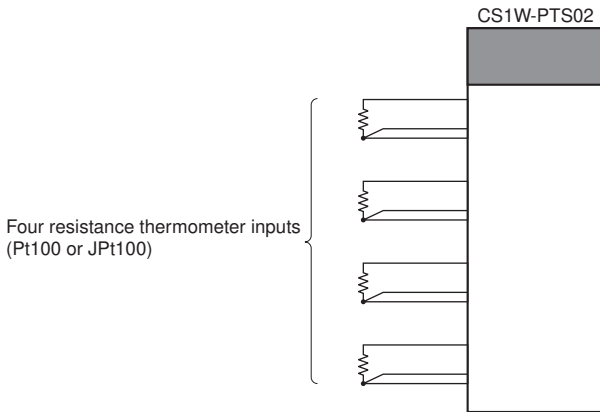 CS1W-PTS02
Four resistance thermometer inputs
(Pt100 or JPt100)